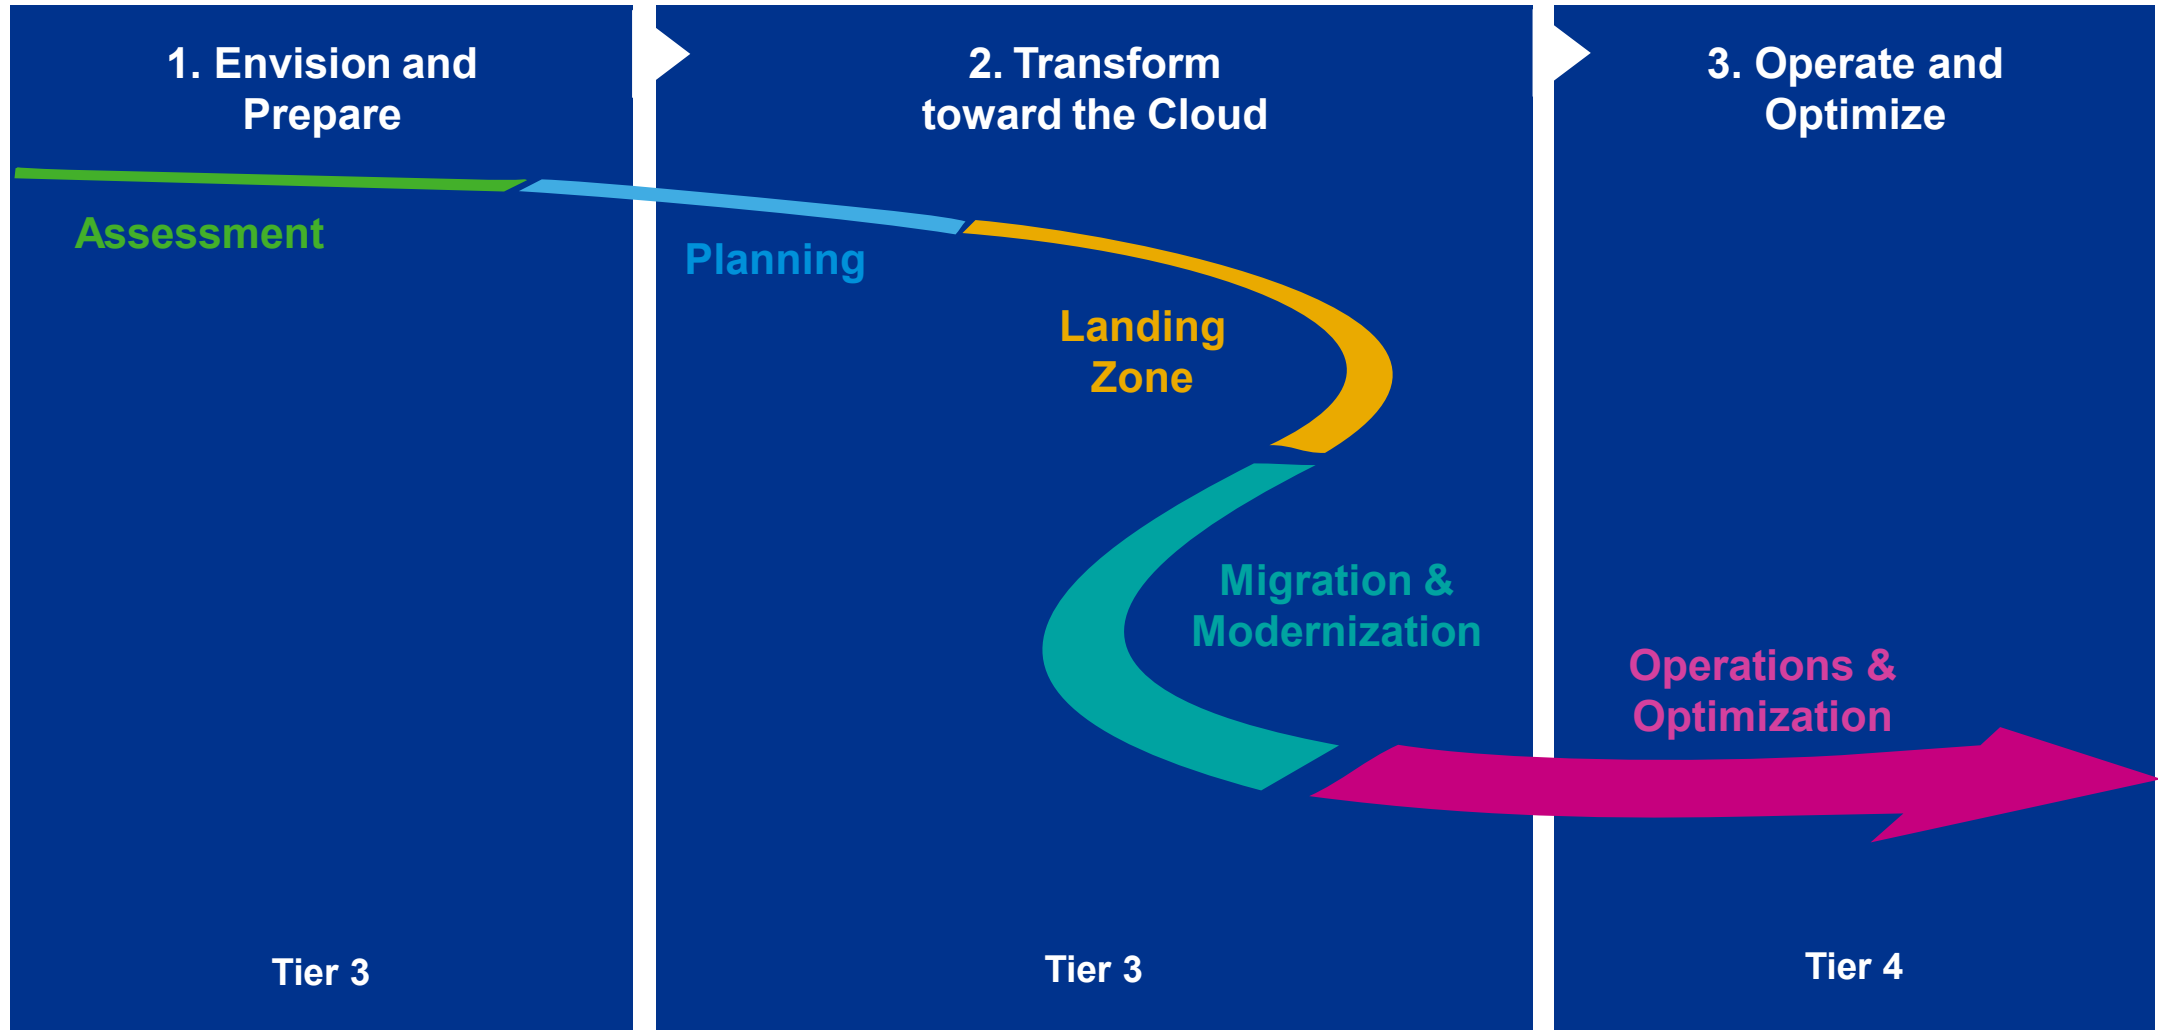 1. Envision and
Prepare
2. Transform
toward the Cloud
3. Operate and
Optimize
Assessment
Planning
Landing
Zone
Migration &
Modernization
Operations &
Optimization
Tier 3
Tier 3
Tier 4